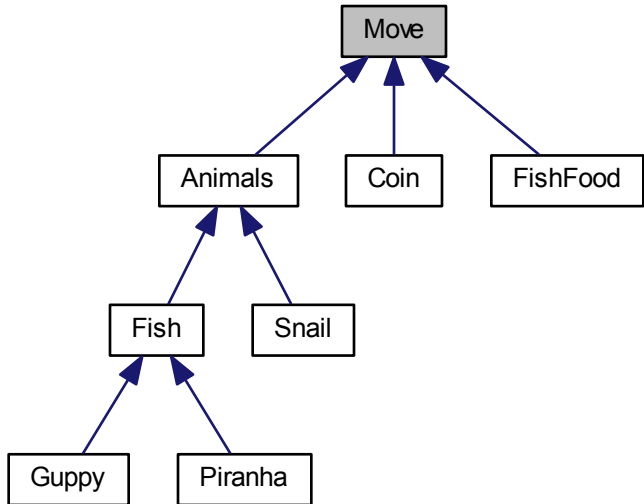 Move
Animals
Coin
FishFood
Fish
Snail
Guppy
Piranha